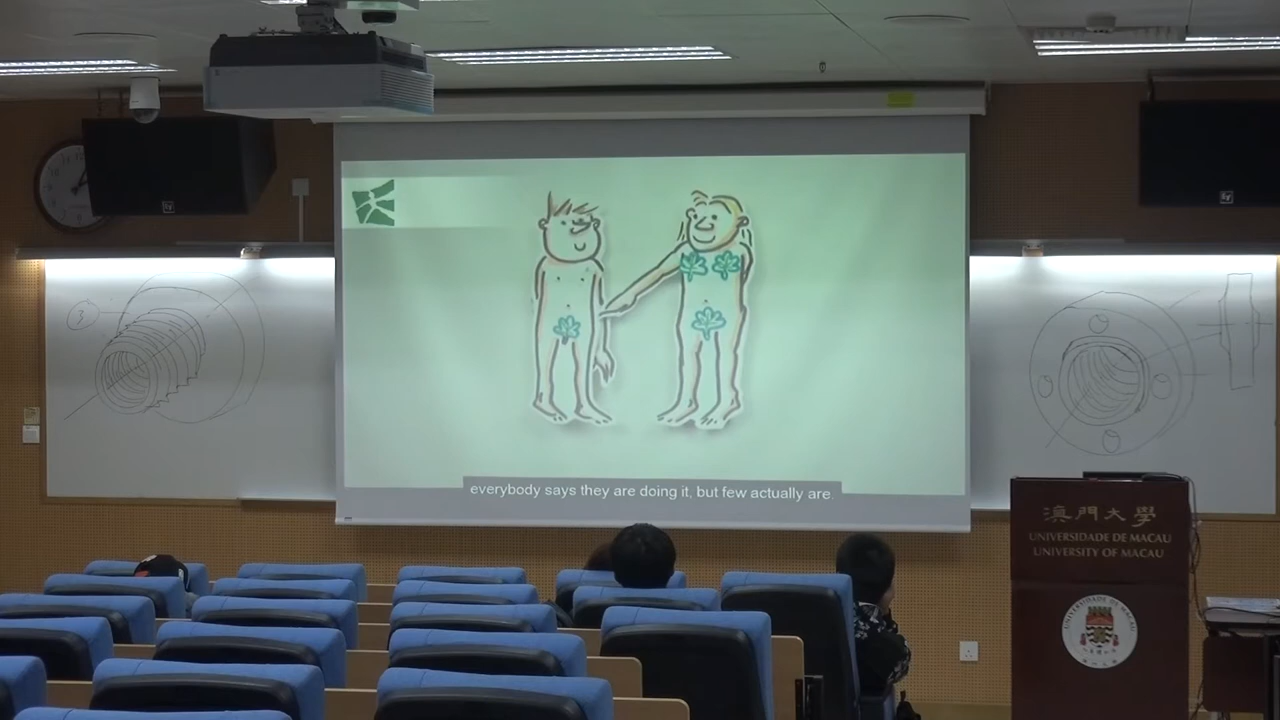 everybody says they are doing it, but few actually are.
3
澳門大學
UNIVERSIDADE DE MACAU
UNIVERSITY OF MACAU